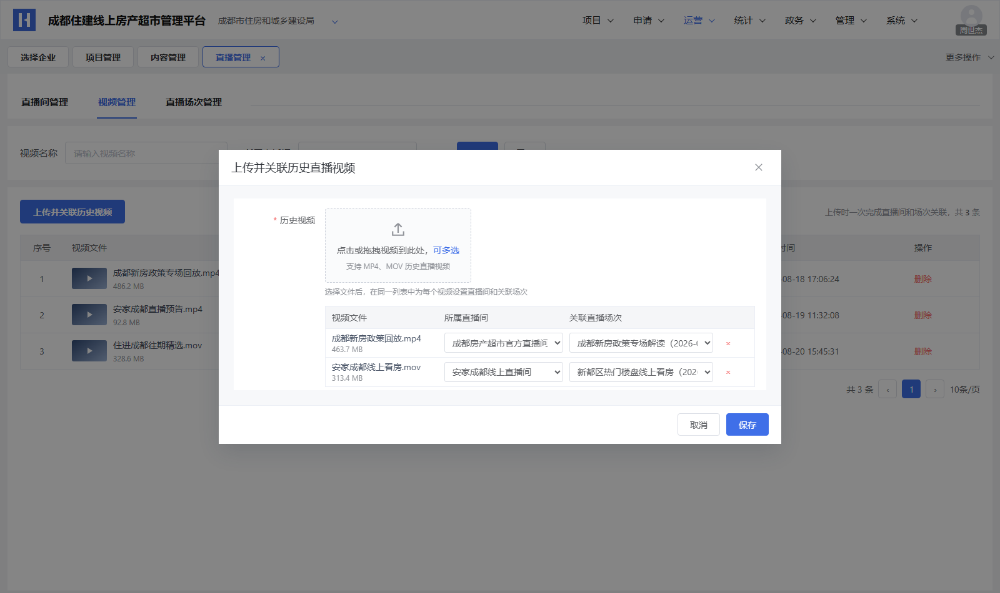 成都住建线上房产超市管理平台
成都市住房和城乡建设局
项目
申请
运营
统计
政务
管理
系统
周世杰
选择企业
项目管理
内容管理
直播管理 ×
更多操作
直播间管理
视频管理
直播场次管理
视频名称
请输入视频名称
上传并关联历史直播视频
* 历史视频
点击或拖拽视频到此处，可多选
支持 MP4、MOV 历史直播视频
选择文件后，在同一列表中为每个视频设置直播间和关联场次
视频文件
所属直播间
关联直播场次
成都新房政策回放.mp4
463.7 MB
成都房产超市官方直播间
成都新房政策专场解读（2026-
×
安家成都线上看房.mov
313.4 MB
安家成都线上直播间
新都区热门楼盘线上看房（202
×
取消
保存
上传并关联历史视频
上传时一次完成直播间和场次关联，共 3 条
序号
视频文件
时间
操作
1
成都新房政策专场回放.mp4
486.2 MB
-08-18 17:06:24
删除
2
安家成都直播预告.mp4
92.8 MB
-08-19 11:32:08
删除
3
住进成都往期精选.mov
328.6 MB
-08-20 15:45:31
删除
共 3 条
‹
1
›
10条/页